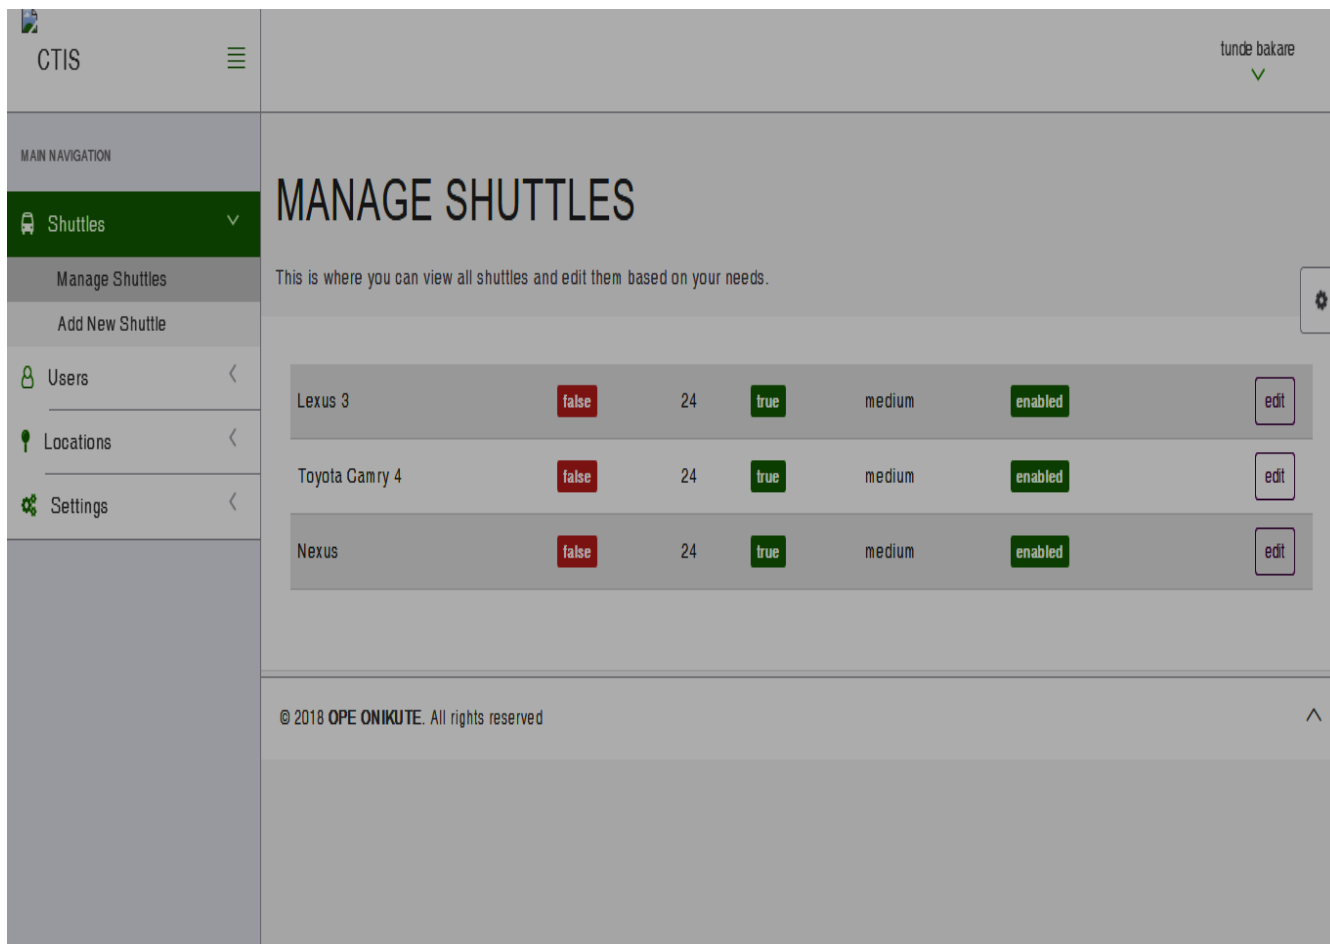 CTIS
tunde bakare
MAIN NAVIGATION
Shuttles
Manage Shuttles
Add New Shuttle
Users
Locations
Settings
MANAGE SHUTTLES
This is where you can view all shuttles and edit them based on your needs.
Lexus 3 false 24 true medium enabled edit
Toyota Camry 4 false 24 true medium enabled edit
Nexus false 24 true medium enabled edit
© 2018 OPE ONIKUTE. All rights reserved